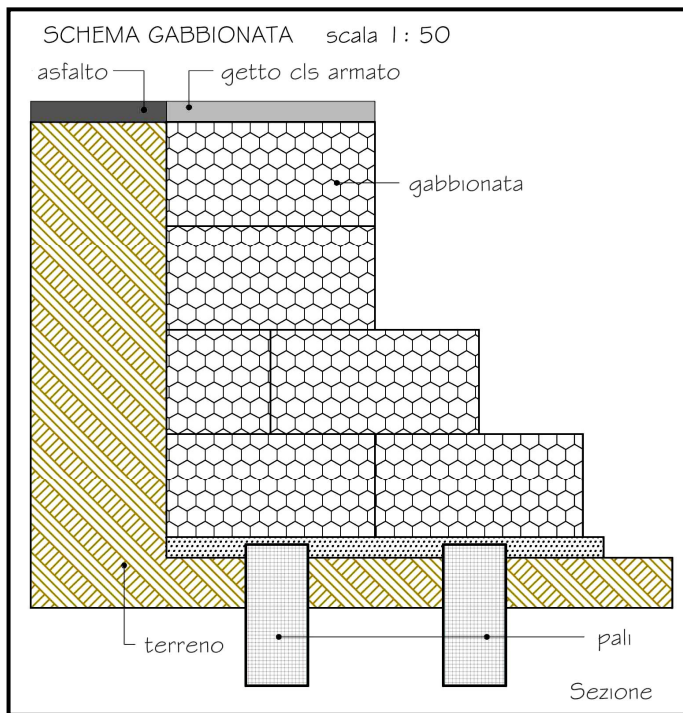 SCHEMA GABBIONATA scala 1: 50
asfalto
getto cls armato
gabbionata
terreno
pali
Sezione